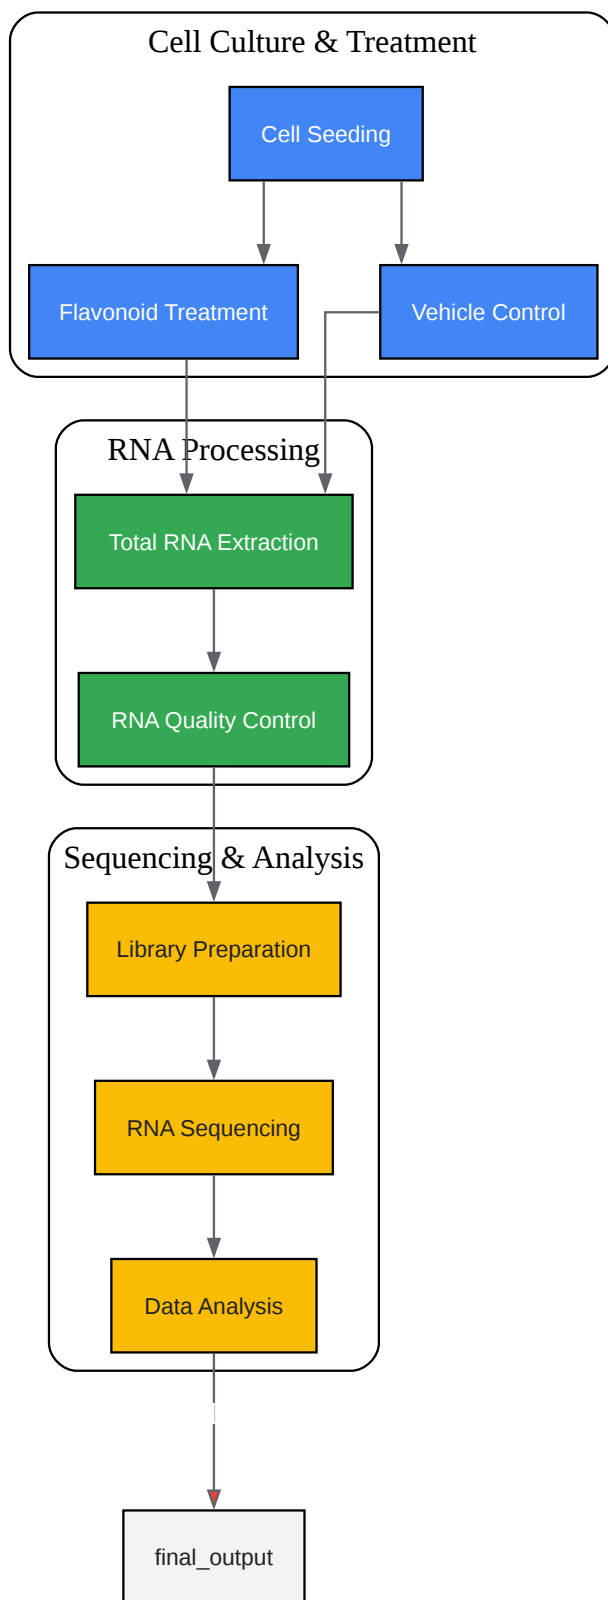 Cell Culture & Treatment
Cell Seeding
Flavonoid Treatment
Vehicle Control
RNA Processing
Total RNA Extraction
RNA Quality Control
Sequencing & Analysis
Library Preparation
RNA Sequencing
Data Analysis
final_output